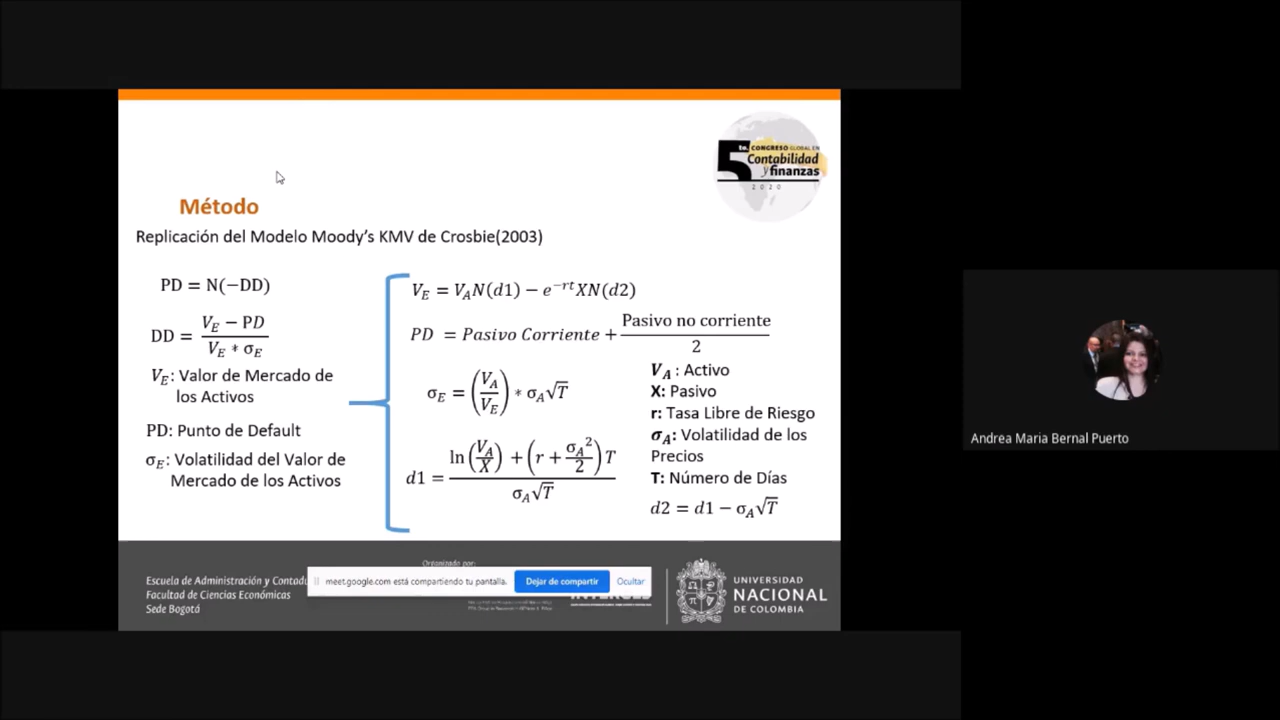 5to. CONGRESO GLOBAL EN
Contabilidad
y finanzas
2020
Método
Replicación del Modelo Moody's KMV de Crosbie(2003)
PD = N(−DD)
DD = (V_E − PD) / (V_E * σ_E)
V_E: Valor de Mercado de
los Activos
PD: Punto de Default
σ_E: Volatilidad del Valor de
Mercado de los Activos
V_E = V_A N(d1) − e^{−rt} X N(d2)
PD = Pasivo Corriente + Pasivo no corriente / 2
σ_E = (V_A / V_E) * σ_A √T
d1 = (ln(V_A / X) + (r + σ_A² / 2) T) / (σ_A √T)
V_A : Activo
X: Pasivo
r: Tasa Libre de Riesgo
σ_A: Volatilidad de los
Precios
T: Número de Días
d2 = d1 − σ_A √T
Andrea Maria Bernal Puerto
Organizado por:
Escuela de Administración y Contadu
Facultad de Ciencias Económicas
Sede Bogotá
meet.google.com está compartiendo tu pantalla.
Dejar de compartir
Ocultar
UNIVERSIDAD
NACIONAL
DE COLOMBIA